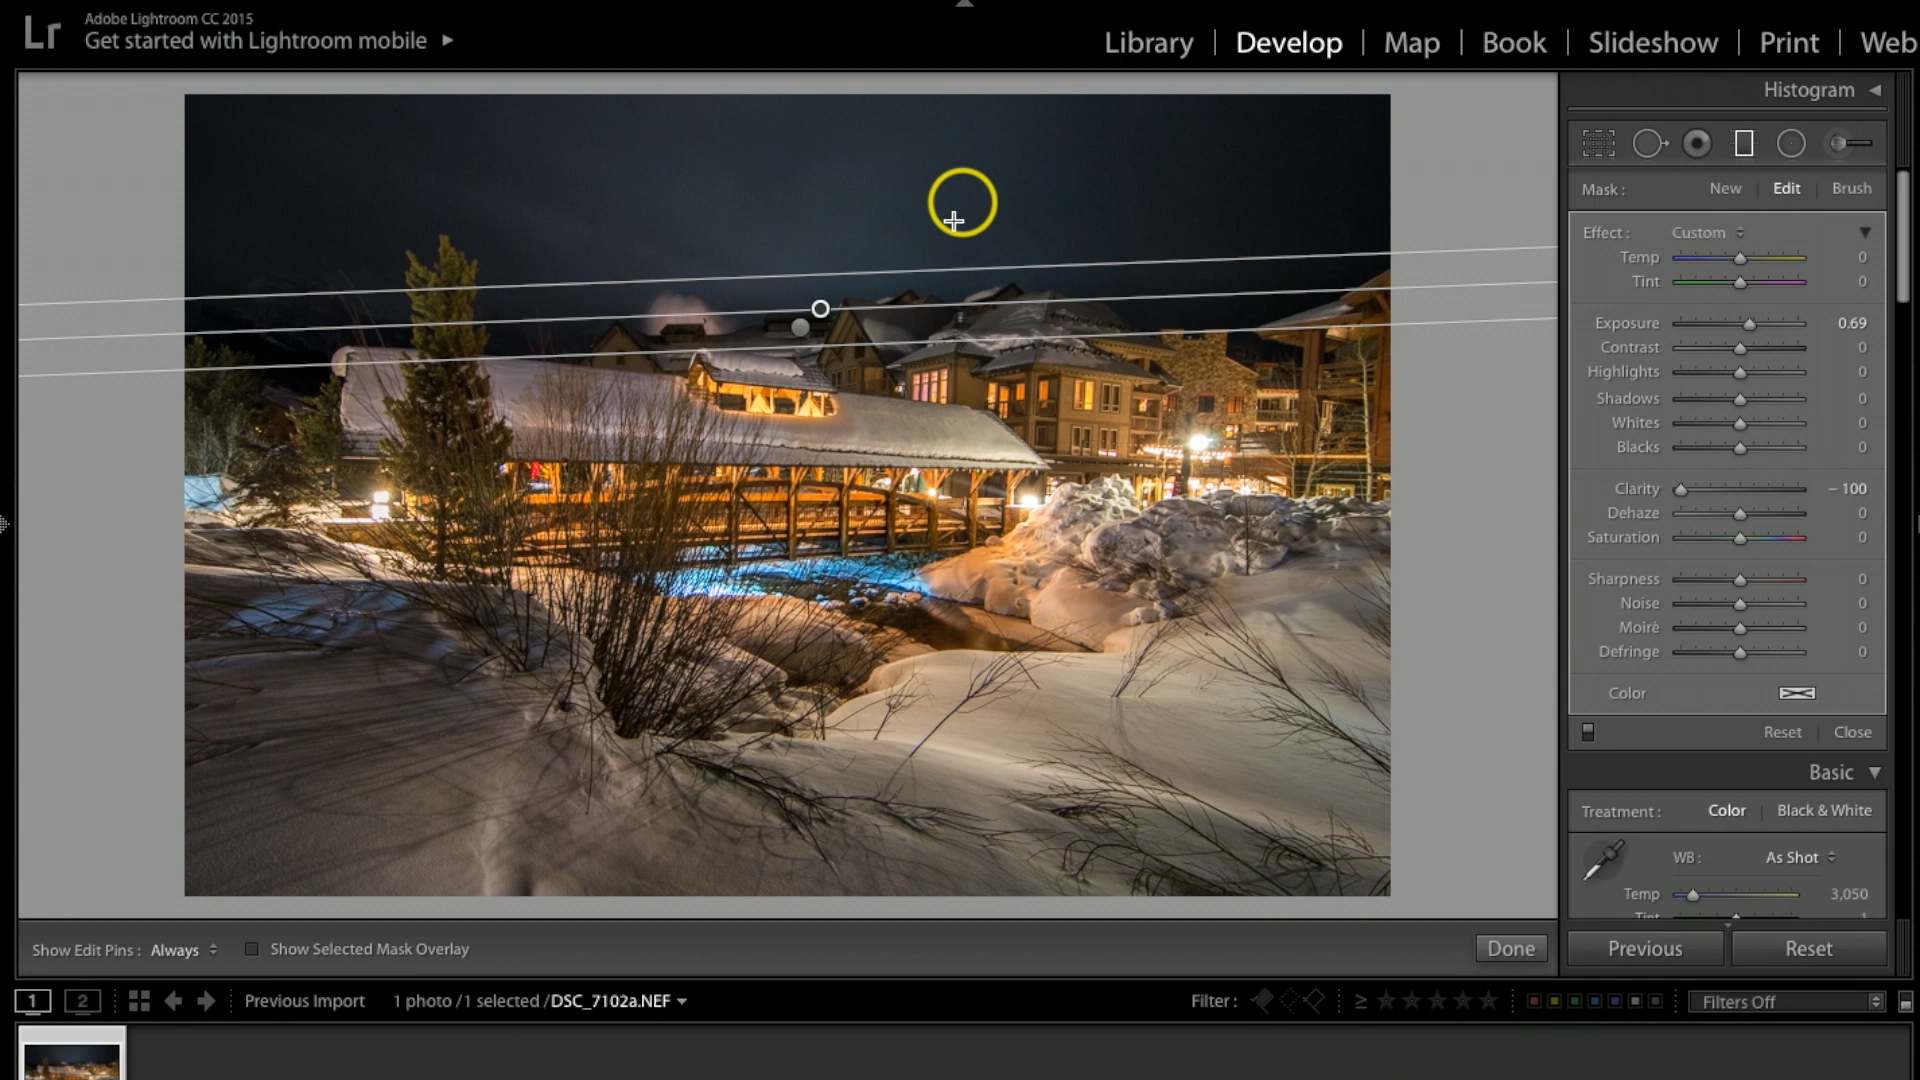 Lr
Adobe Lightroom CC 2015
Get started with Lightroom mobile
Library | Develop | Map | Book | Slideshow | Print | Web
Histogram
Mask : New Edit Brush
Effect : Custom
Temp 0
Tint 0
Exposure 0.69
Contrast 0
Highlights 0
Shadows 0
Whites 0
Blacks 0
Clarity – 100
Dehaze 0
Saturation 0
Sharpness 0
Noise 0
Moiré 0
Defringe 0
Color
Reset Close
Basic
Treatment : Color | Black & White
WB : As Shot
Temp 3,050
Tint 1
Show Edit Pins : Always Show Selected Mask Overlay Done
Previous Reset
1 2 Previous Import 1 photo /1 selected /DSC_7102a.NEF Filter : ≥ Filters Off